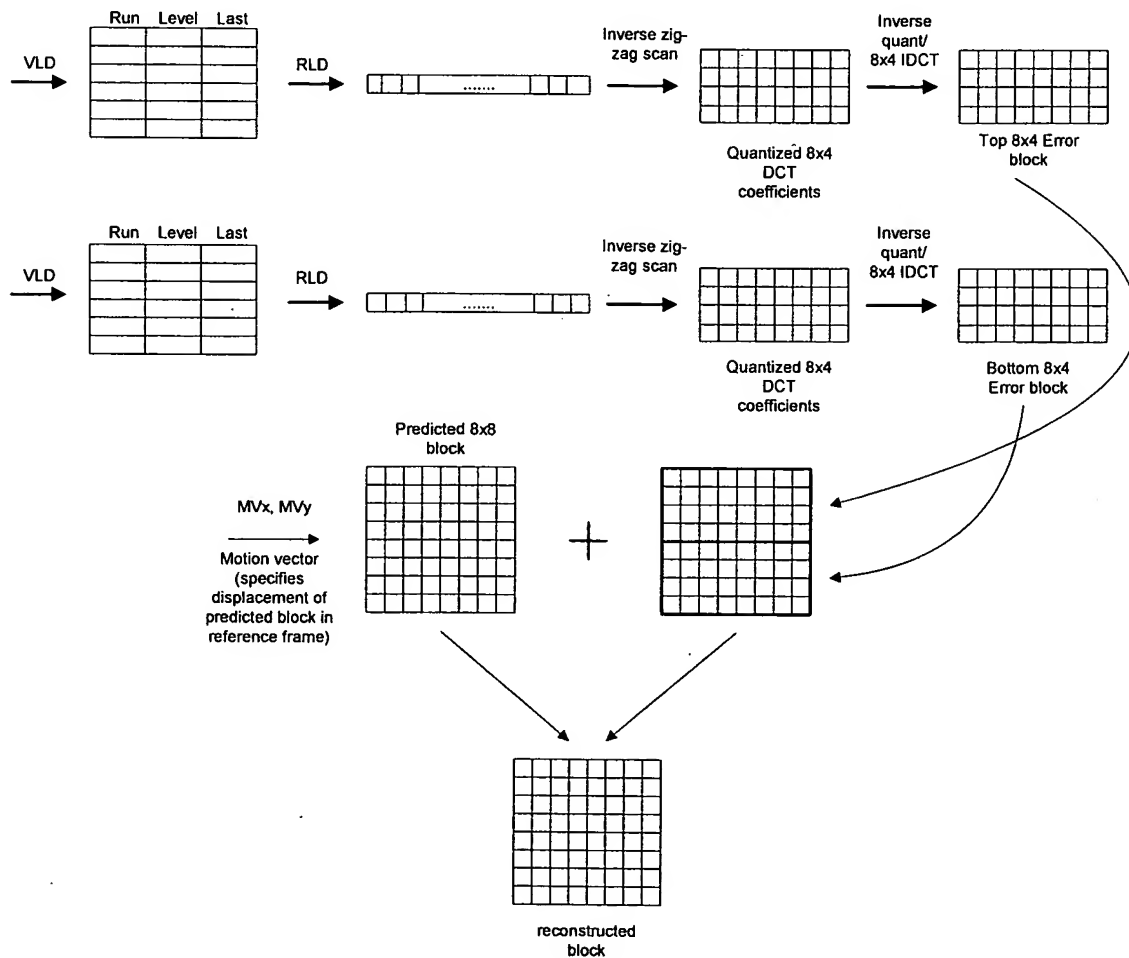 Run Level Last
VLD
RLD
.......
Inverse zig-
zag scan
Inverse
quant/
8x4 IDCT
Quantized 8x4
DCT
coefficients
Top 8x4 Error
block
Run Level Last
VLD
RLD
.......
Inverse zig-
zag scan
Inverse
quant/
8x4 IDCT
Quantized 8x4
DCT
coefficients
Bottom 8x4
Error block
Predicted 8x8
block
MVx, MVy
Motion vector
(specifies
displacement of
predicted block in
reference frame)
+
reconstructed
block